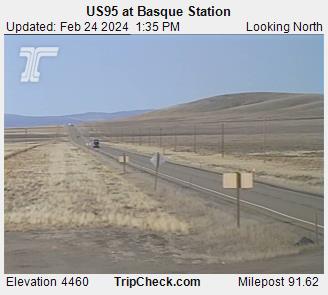 US95 at Basque Station
Updated: Feb 24 2024 1:35 PM Looking North
Elevation 4460 TripCheck.com Milepost 91.62